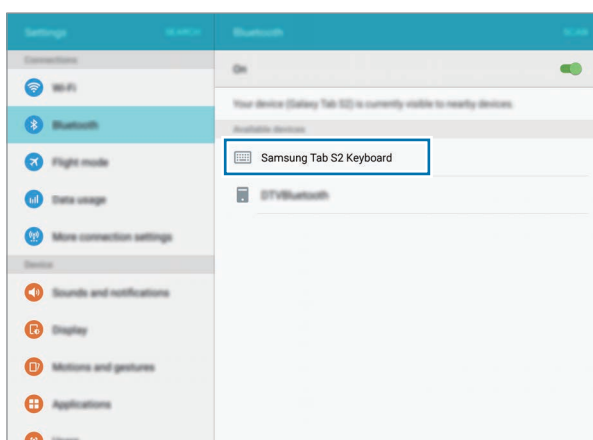 Settings
SEARCH
Bluetooth
SCAN
Connections
Wi-Fi
Bluetooth
Flight mode
Data usage
More connection settings
Device
Sounds and notifications
Display
Motions and gestures
Applications
On
Your device (Galaxy Tab S2) is currently visible to nearby devices.
Available devices
Samsung Tab S2 Keyboard
DTVBluetooth